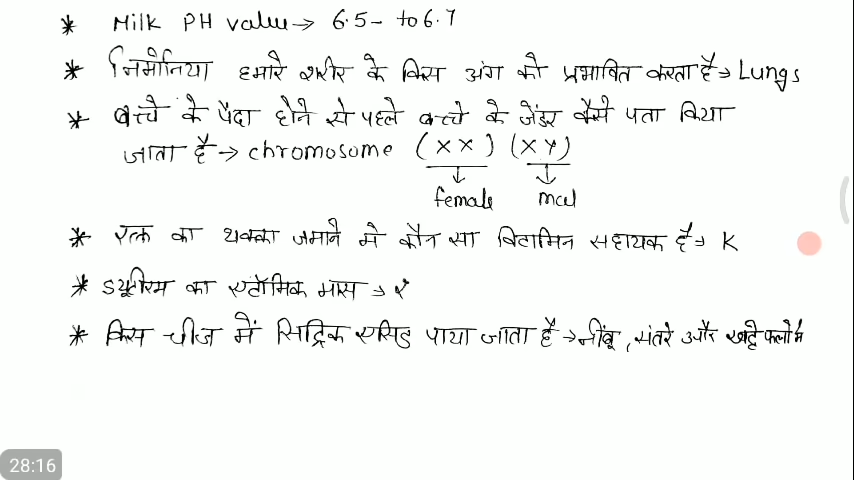 * Milk PH value → 6.5 - to 6.7
* निमोनिया हमारे शरीर के किस अंग को प्रभावित करता है → Lungs
* बच्चे के पैदा होने से पहले बच्चे के जेंडर कैसे पता किया
जाता है → chromosome (XX) (XY)
↓ ↓
female mal
* रक्त का थक्का जमाने मे कौन सा विटामिन सहायक है → K
* ड्यूटीरियम का एटॉमिक मास → २
* किस चीज में सिट्रिक एसिड पाया जाता है → नींबू, संतरे और खट्टे फलो में
28:16